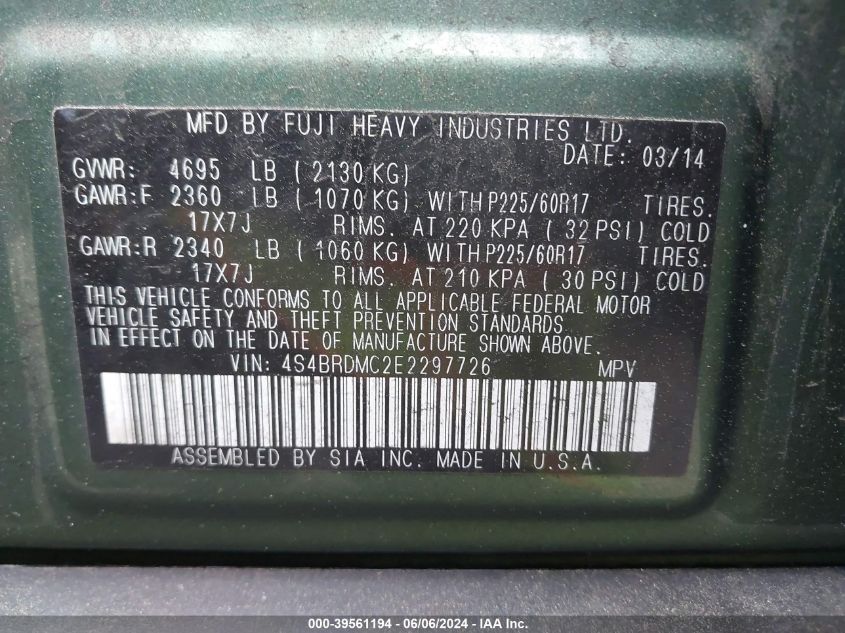 MFD BY FUJI HEAVY INDUSTRIES LTD.
DATE: 03/14
GVWR: 4695 LB ( 2130 KG)
GAWR:F 2360 LB ( 1070 KG) WITH P225/60R17 TIRES.
17X7J RIMS. AT 220 KPA ( 32 PSI) COLD
GAWR:R 2340 LB ( 1060 KG) WITH P225/60R17 TIRES.
17X7J RIMS. AT 210 KPA ( 30 PSI) COLD
THIS VEHICLE CONFORMS TO ALL APPLICABLE FEDERAL MOTOR
VEHICLE SAFETY AND THEFT PREVENTION STANDARDS
IN EFFECT ON THE DATE OF MANUFACTURE SHOWN ABOVE.
VIN: 4S4BRDMC2E2297726 MPV
ASSEMBLED BY SIA INC. MADE IN U.S.A.
000-39561194 - 06/06/2024 - IAA Inc.